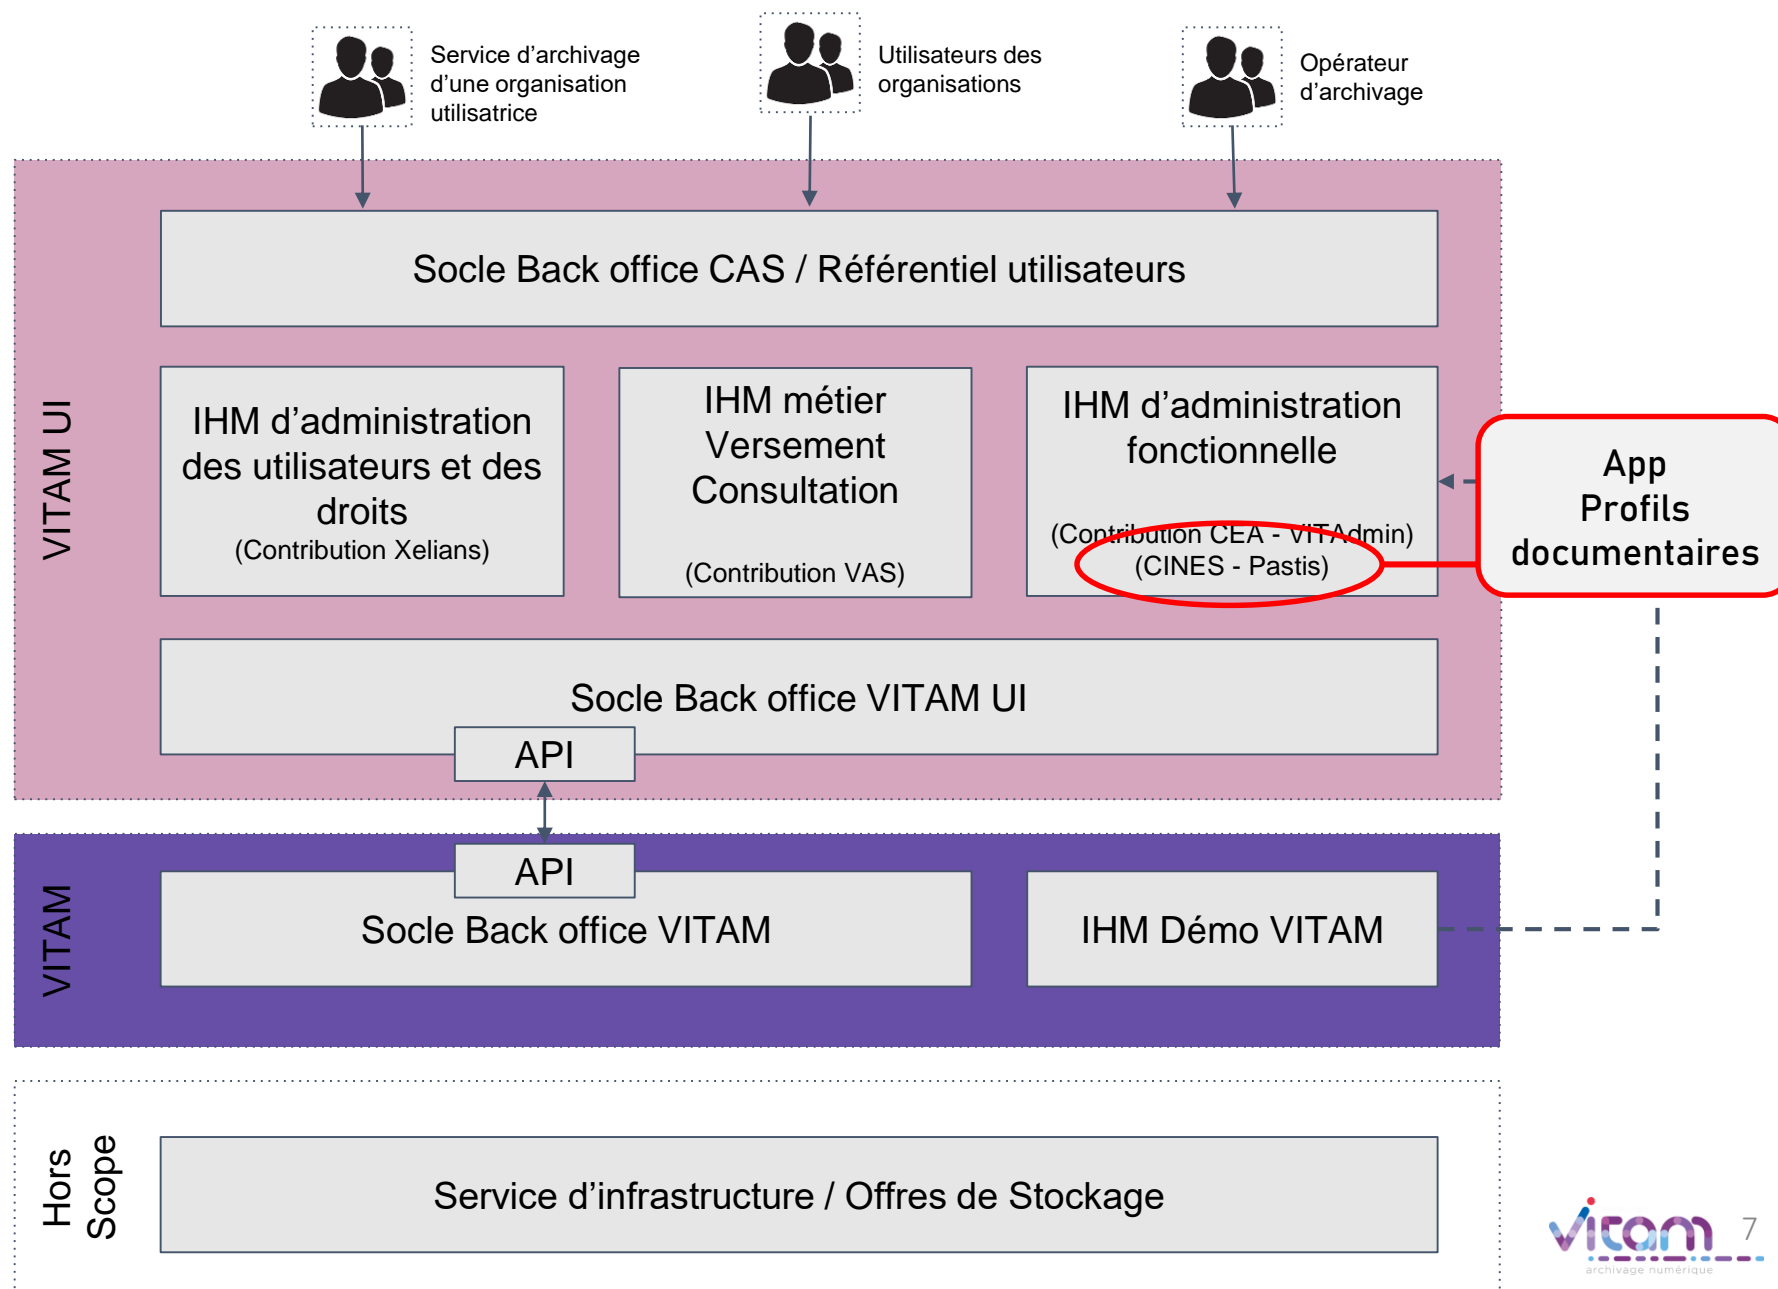 Service d’archivage
d’une organisation
utilisatrice
Utilisateurs des
organisations
Opérateur
d’archivage
VITAM UI
Socle Back office CAS / Référentiel utilisateurs
IHM d’administration
des utilisateurs et des
droits
(Contribution Xelians)
IHM métier
Versement
Consultation
(Contribution VAS)
IHM d’administration
fonctionnelle
(Contribution CEA - VITAdmin)
(CINES - Pastis)
App
Profils
documentaires
Socle Back office VITAM UI
API
VITAM
API
Socle Back office VITAM
IHM Démo VITAM
Hors
Scope
Service d’infrastructure / Offres de Stockage
vitam
archivage numérique
7